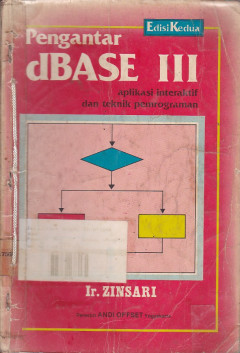 Edisi Kedua
Pengantar
dBASE III
aplikasi interaktif
dan teknik pemrograman
Ir. ZINSARI
Penerbit ANDI OFFSET Yogyakarta